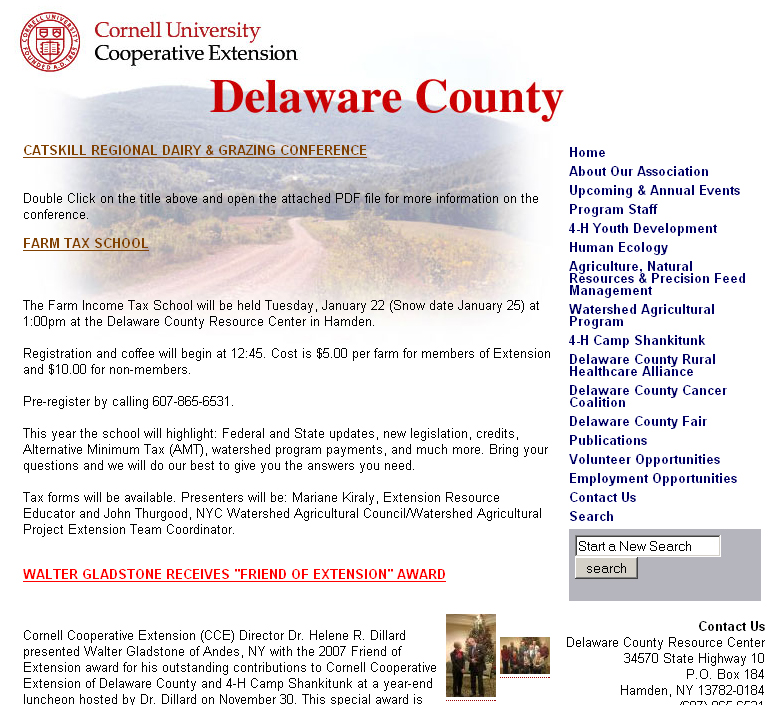 Cornell University
Cooperative Extension
Delaware County
CATSKILL REGIONAL DAIRY & GRAZING CONFERENCE
Double Click on the title above and open the attached PDF file for more information on the
conference.
FARM TAX SCHOOL
The Farm Income Tax School will be held Tuesday, January 22 (Snow date January 25) at
1:00pm at the Delaware County Resource Center in Hamden.
Registration and coffee will begin at 12:45. Cost is $5.00 per farm for members of Extension
and $10.00 for non-members.
Pre-register by calling 607-865-6531.
This year the school will highlight: Federal and State updates, new legislation, credits,
Alternative Minimum Tax (AMT), watershed program payments, and much more. Bring your
questions and we will do our best to give you the answers you need.
Tax forms will be available. Presenters will be: Mariane Kiraly, Extension Resource
Educator and John Thurgood, NYC Watershed Agricultural Council/Watershed Agricultural
Project Extension Team Coordinator.
WALTER GLADSTONE RECEIVES "FRIEND OF EXTENSION" AWARD
Cornell Cooperative Extension (CCE) Director Dr. Helene R. Dillard
presented Walter Gladstone of Andes, NY with the 2007 Friend of
Extension award for his outstanding contributions to Cornell Cooperative
Extension of Delaware County and 4-H Camp Shankitunk at a year-end
luncheon hosted by Dr. Dillard on November 30. This special award is
Home
About Our Association
Upcoming & Annual Events
Program Staff
4-H Youth Development
Human Ecology
Agriculture, Natural
Resources & Precision Feed
Management
Watershed Agricultural
Program
4-H Camp Shankitunk
Delaware County Rural
Healthcare Alliance
Delaware County Cancer
Coalition
Delaware County Fair
Publications
Volunteer Opportunities
Employment Opportunities
Contact Us
Search
Start a New Search
search
Contact Us
Delaware County Resource Center
34570 State Highway 10
P.O. Box 184
Hamden, NY 13782-0184
(607) 865-6531